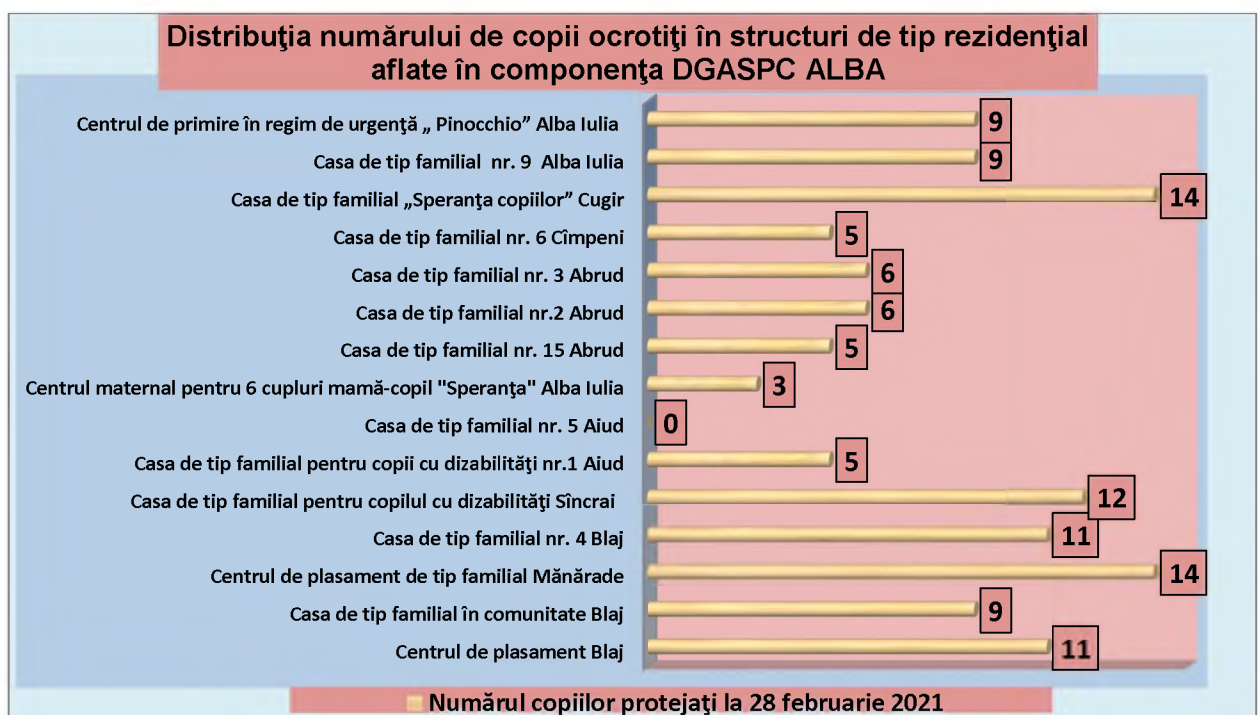 Distribuţia numărului de copii ocrotiţi în structuri de tip rezidenţial
aflate în componenţa DGASPC ALBA
Centrul de primire în regim de urgenţă „ Pinocchio” Alba Iulia 9
Casa de tip familial nr. 9 Alba Iulia 9
Casa de tip familial „Speranţa copiilor” Cugir 14
Casa de tip familial nr. 6 Cîmpeni 5
Casa de tip familial nr. 3 Abrud 6
Casa de tip familial nr.2 Abrud 6
Casa de tip familial nr. 15 Abrud 5
Centrul maternal pentru 6 cupluri mamă-copil "Speranţa" Alba Iulia 3
Casa de tip familial nr. 5 Aiud 0
Casa de tip familial pentru copii cu dizabilităţi nr.1 Aiud 5
Casa de tip familial pentru copilul cu dizabilităţi Sîncrai 12
Casa de tip familial nr. 4 Blaj 11
Centrul de plasament de tip familial Mănărade 14
Casa de tip familial în comunitate Blaj 9
Centrul de plasament Blaj 11
Numărul copiilor protejaţi la 28 februarie 2021